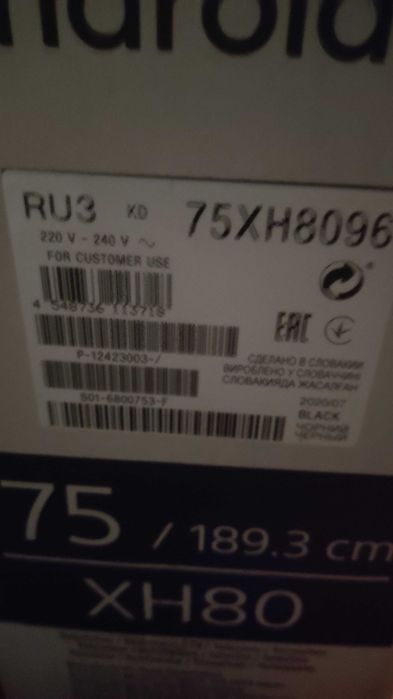 ndroid
RU3 KD 75XH8096
220 V - 240 V ~
FOR CUSTOMER USE
4 548736 113718
EAC
P-12423003-/
СДЕЛАНО В СЛОВАКИИ
ВИРОБЛЕНО У СЛОВАЧЧИНІ
СЛОВАКИЯДА ЖАСАЛҒАН
S01-6800753-F
2020/07
BLACK
ЧОРНИЙ
ЧЕРНЫЙ
75 / 189.3 cm
XH80